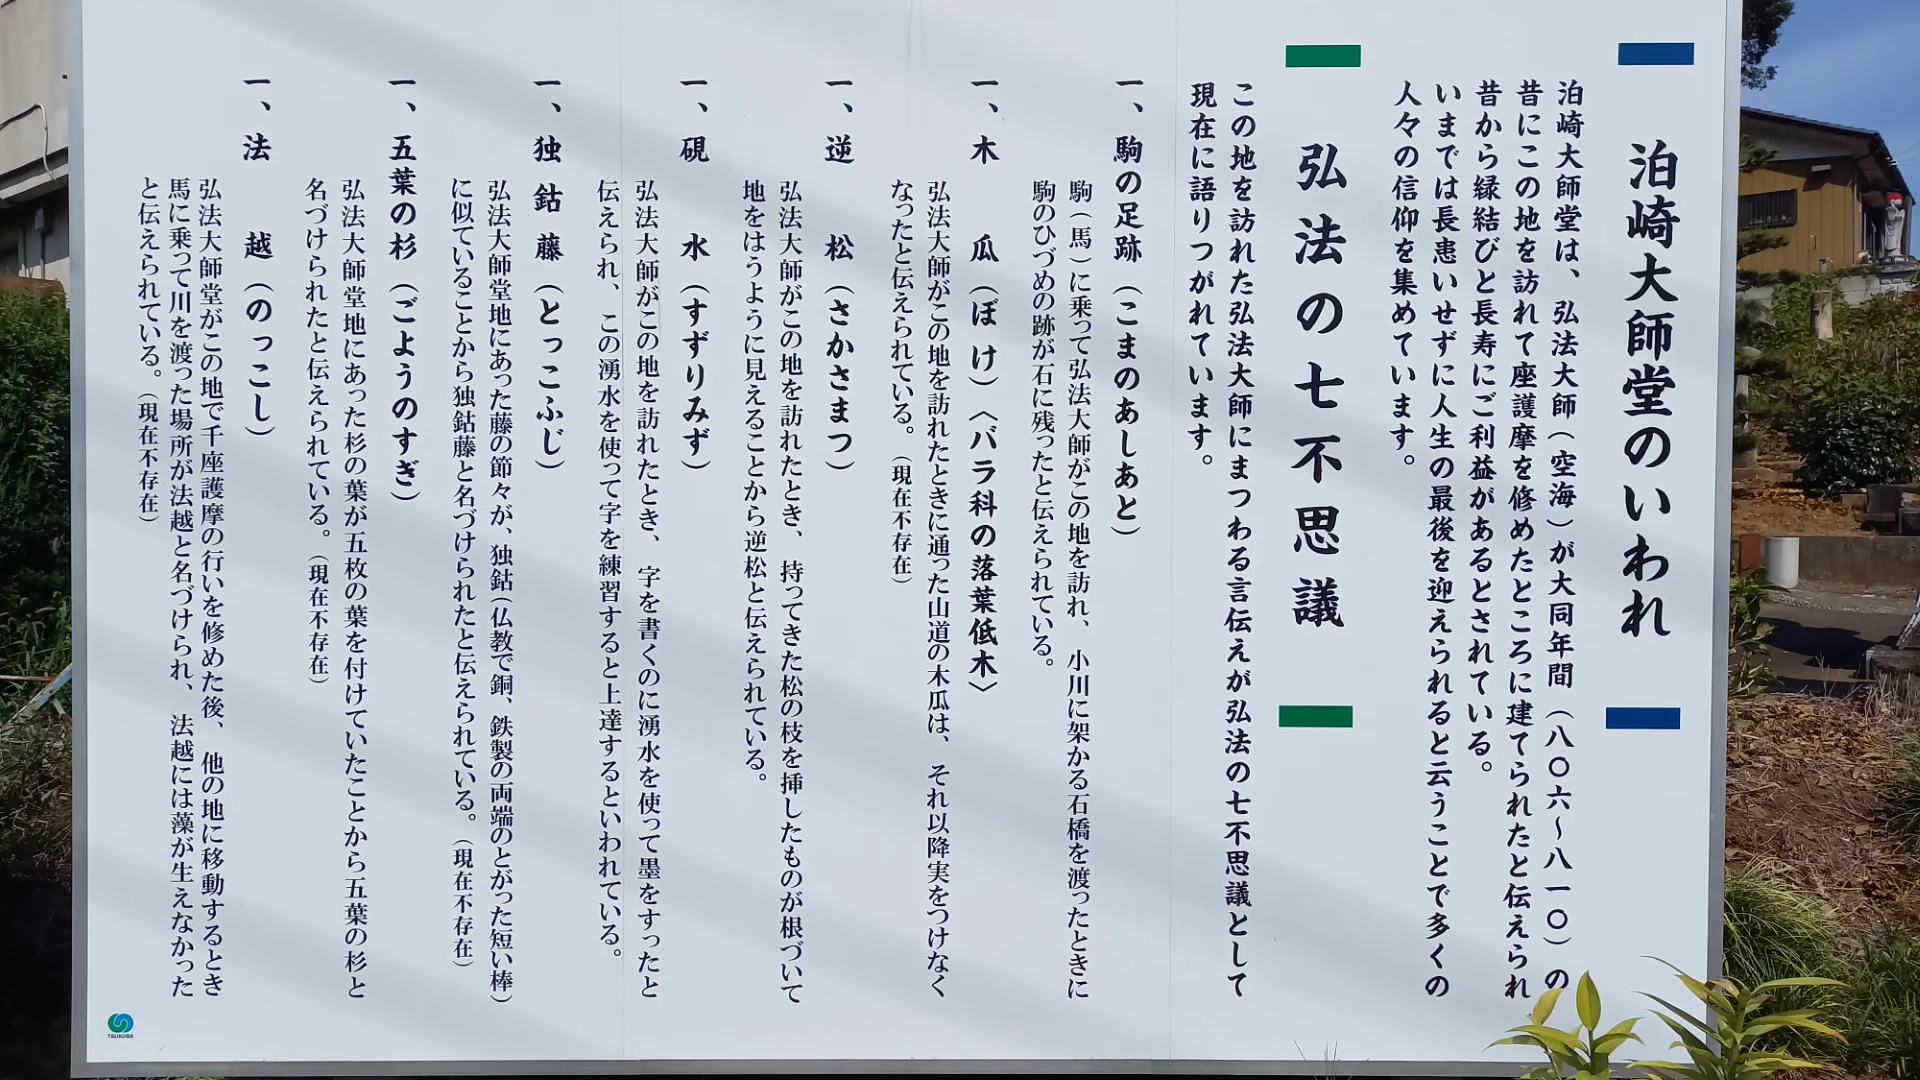 泊崎大師堂のいわれ
泊崎大師堂は、弘法大師（空海）が大同年間（八〇六～八一〇）の
昔にこの地を訪れて座護摩を修めたところに建てられたと伝えられ
昔から縁結びと長寿にご利益があるとされている。
いまでは長患いせずに人生の最後を迎えられると云うことで多くの
人々の信仰を集めています。
弘法の七不思議
この地を訪れた弘法大師にまつわる言伝えが弘法の七不思議として
現在に語りつがれています。
一、駒の足跡（こまのあしあと）
駒（馬）に乗って弘法大師がこの地を訪れ、小川に架かる石橋を渡ったときに
駒のひづめの跡が石に残ったと伝えられている。
一、木瓜（ぼけ）〈バラ科の落葉低木〉
弘法大師がこの地を訪れたときに通った山道の木瓜は、それ以降実をつけなく
なったと伝えられている。（現在不存在）
一、逆松（さかさまつ）
弘法大師がこの地を訪れたとき、持ってきた松の枝を挿したものが根づいて
地をはうように見えることから逆松と伝えられている。
一、硯水（すずりみず）
弘法大師がこの地を訪れたとき、字を書くのに湧水を使って墨をすったと
伝えられ、この湧水を使って字を練習すると上達するといわれている。
一、独鈷藤（とっこふじ）
弘法大師堂地にあった藤の節々が、独鈷（仏教で銅、鉄製の両端のとがった短い棒）
に似ていることから独鈷藤と名づけられたと伝えられている。（現在不存在）
一、五葉の杉（ごようのすぎ）
弘法大師堂地にあった杉の葉が五枚の葉を付けていたことから五葉の杉と
名づけられたと伝えられている。（現在不存在）
一、法越（のっこし）
弘法大師堂がこの地で千座護摩の行いを修めた後、他の地に移動するとき
馬に乗って川を渡った場所が法越と名づけられ、法越には藻が生えなかった
と伝えられている。（現在不存在）
TSUKUBA